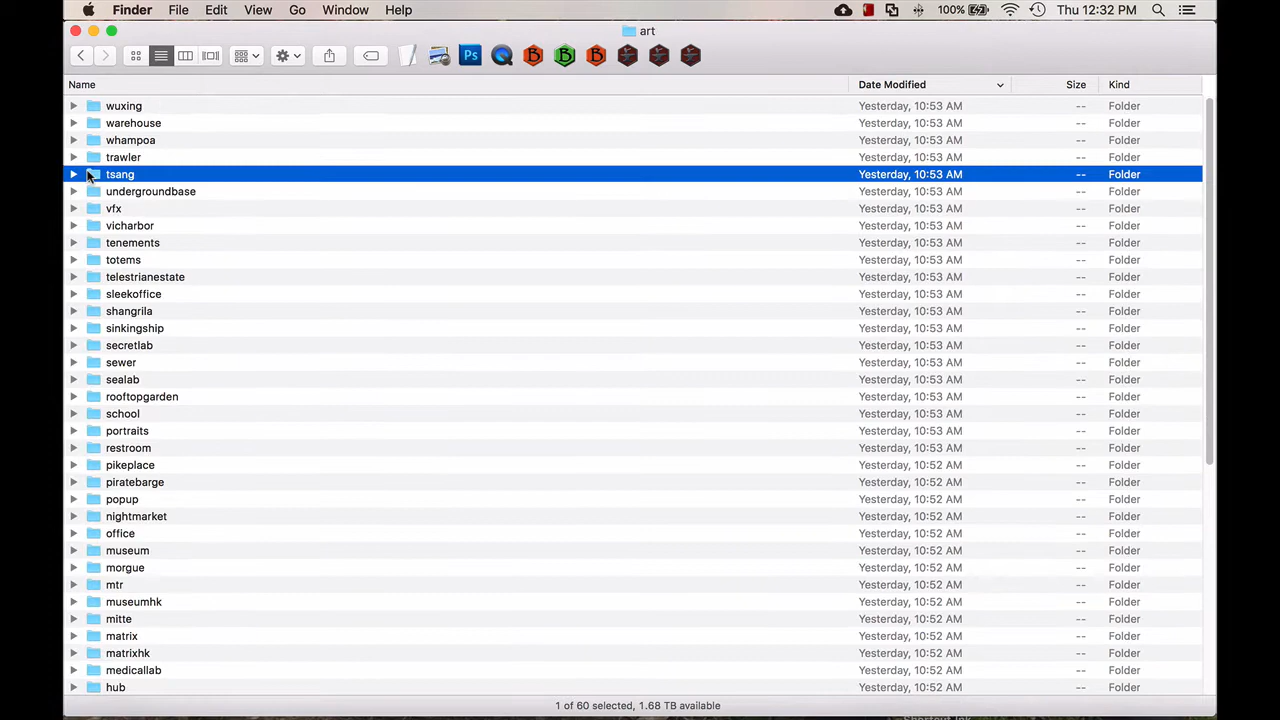 Finder File Edit View Go Window Help 100% Thu 12:32 PM
art
Ps
Name Date Modified Size Kind
wuxing Yesterday, 10:53 AM -- Folder
warehouse Yesterday, 10:53 AM -- Folder
whampoa Yesterday, 10:53 AM -- Folder
trawler Yesterday, 10:53 AM -- Folder
tsang Yesterday, 10:53 AM -- Folder
undergroundbase Yesterday, 10:53 AM -- Folder
vfx Yesterday, 10:53 AM -- Folder
vicharbor Yesterday, 10:53 AM -- Folder
tenements Yesterday, 10:53 AM -- Folder
totems Yesterday, 10:53 AM -- Folder
telestrianestate Yesterday, 10:53 AM -- Folder
sleekoffice Yesterday, 10:53 AM -- Folder
shangrila Yesterday, 10:53 AM -- Folder
sinkingship Yesterday, 10:53 AM -- Folder
secretlab Yesterday, 10:53 AM -- Folder
sewer Yesterday, 10:53 AM -- Folder
sealab Yesterday, 10:53 AM -- Folder
rooftopgarden Yesterday, 10:53 AM -- Folder
school Yesterday, 10:53 AM -- Folder
portraits Yesterday, 10:53 AM -- Folder
restroom Yesterday, 10:53 AM -- Folder
pikeplace Yesterday, 10:52 AM -- Folder
piratebarge Yesterday, 10:52 AM -- Folder
popup Yesterday, 10:52 AM -- Folder
nightmarket Yesterday, 10:52 AM -- Folder
office Yesterday, 10:52 AM -- Folder
museum Yesterday, 10:52 AM -- Folder
morgue Yesterday, 10:52 AM -- Folder
mtr Yesterday, 10:52 AM -- Folder
museumhk Yesterday, 10:52 AM -- Folder
mitte Yesterday, 10:52 AM -- Folder
matrix Yesterday, 10:52 AM -- Folder
matrixhk Yesterday, 10:52 AM -- Folder
medicallab Yesterday, 10:52 AM -- Folder
hub Yesterday, 10:52 AM -- Folder
1 of 60 selected, 1.68 TB available